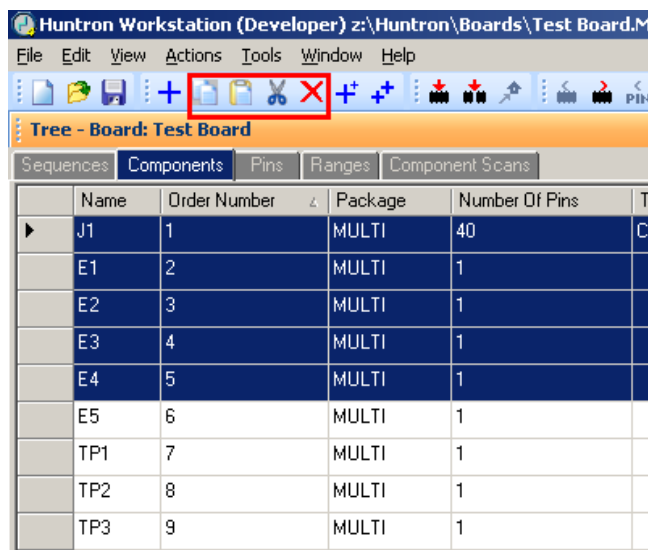 Huntron Workstation (Developer) z:\Huntron\Boards\Test Board.M
File Edit View Actions Tools Window Help
Tree - Board: Test Board
Sequences Components Pins Ranges Component Scans
Name Order Number Package Number Of Pins T
J1 1 MULTI 40 C
E1 2 MULTI 1
E2 3 MULTI 1
E3 4 MULTI 1
E4 5 MULTI 1
E5 6 MULTI 1
TP1 7 MULTI 1
TP2 8 MULTI 1
TP3 9 MULTI 1